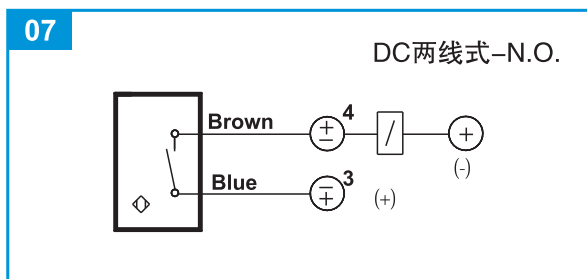 07
DC两线式-N.O.
Brown ± 4 + (-)
Blue ∓ 3 (+)